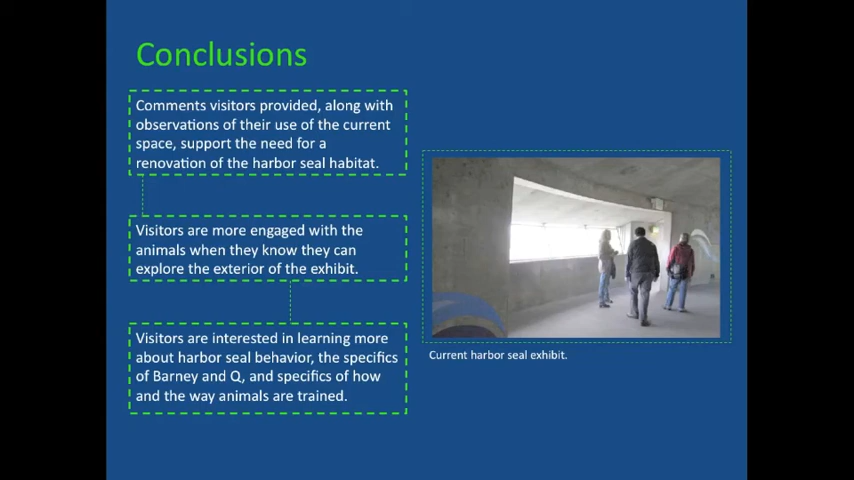 Conclusions
Comments visitors provided, along with
observations of their use of the current
space, support the need for a
renovation of the harbor seal habitat.
Visitors are more engaged with the
animals when they know they can
explore the exterior of the exhibit.
Visitors are interested in learning more
about harbor seal behavior, the specifics
of Barney and Q, and specifics of how
and the way animals are trained.
Current harbor seal exhibit.